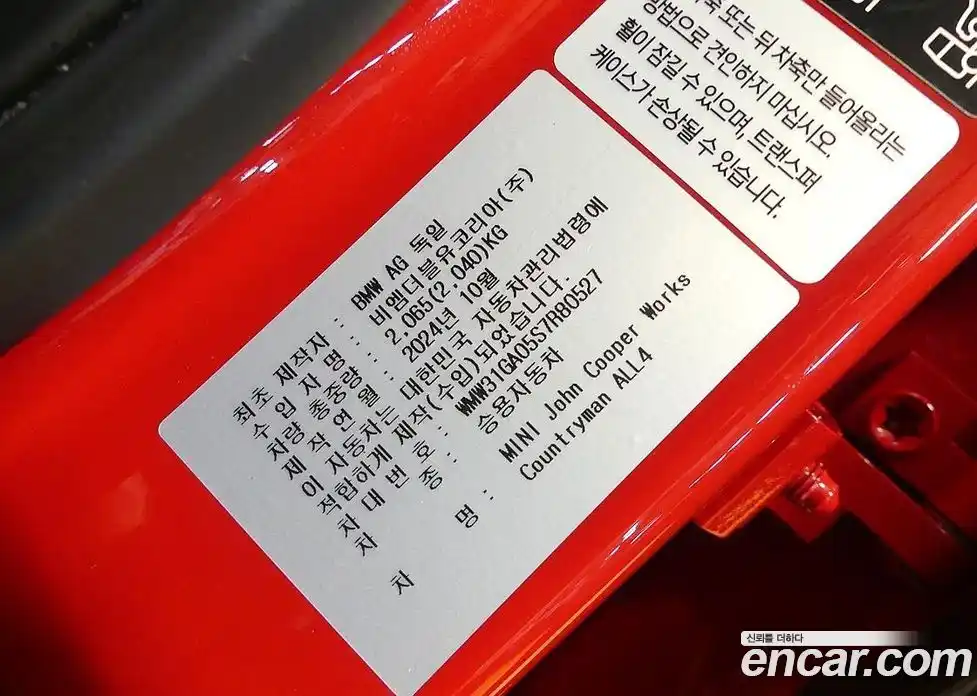 축 또는 뒤 차축만 들어올리는
방법으로 견인하지 마십시오.
휠이 잠길 수 있으며, 트랜스퍼
케이스가 손상될 수 있습니다.
최초 제작자 : BMW AG 독일
수 입 자 명 : 비엠더블유코리아(주)
차량 총중량 : 2,065(2,040)KG
제 작 연 월 : 2024년 10월
이 자동차는 대한민국 자동차관리법령에
적합하게 제작(수입)되었습니다.
차 대 번 호 : WMW31GA05S7R80527
차 종 : 승용자동차
차 명 : MINI John Cooper Works
Countryman ALL4
신뢰를 더하다
encar.com